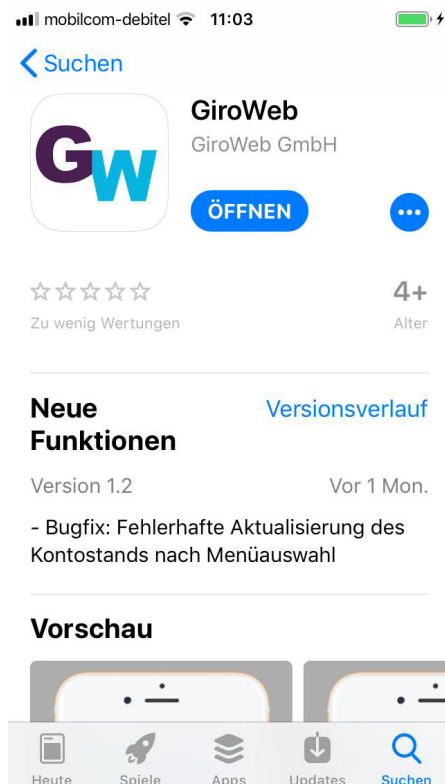 mobilcom-debitel 11:03
Suchen
GW
GiroWeb
GiroWeb GmbH
ÖFFNEN
4+
Zu wenig Wertungen Alter
Neue Versionsverlauf
Funktionen
Version 1.2 Vor 1 Mon.
- Bugfix: Fehlerhafte Aktualisierung des
Kontostands nach Menüauswahl
Vorschau
Heute Spiele Apps Updates Suchen